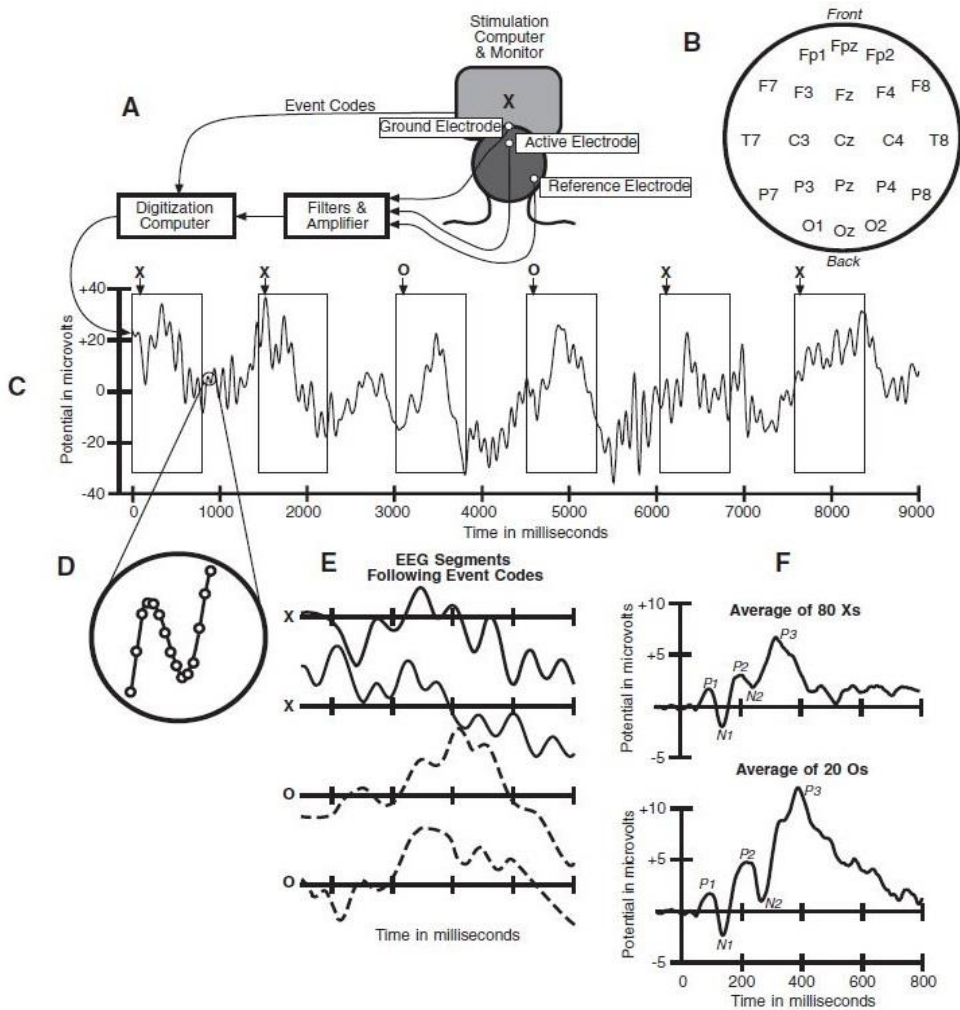 A
Stimulation
Computer
& Monitor
X
Event Codes
Ground Electrode
Active Electrode
Reference Electrode
Digitization
Computer
Filters &
Amplifier
B
Front
Fp1 Fpz Fp2
F7 F3 Fz F4 F8
T7 C3 Cz C4 T8
P7 P3 Pz P4 P8
O1 Oz O2
Back
C
X X O O X X
Potential in microvolts
+40
+20
0
-20
-40
0 1000 2000 3000 4000 5000 6000 7000 8000 9000
Time in milliseconds
D
E
EEG Segments
Following Event Codes
X
X
O
O
Time in milliseconds
F
Average of 80 Xs
Potential in microvolts
+10
+5
0
-5
P1
N1
P2
N2
P3
Average of 20 Os
Potential in microvolts
+10
+5
0
-5
P1
N1
P2
N2
P3
0 200 400 600 800
Time in milliseconds